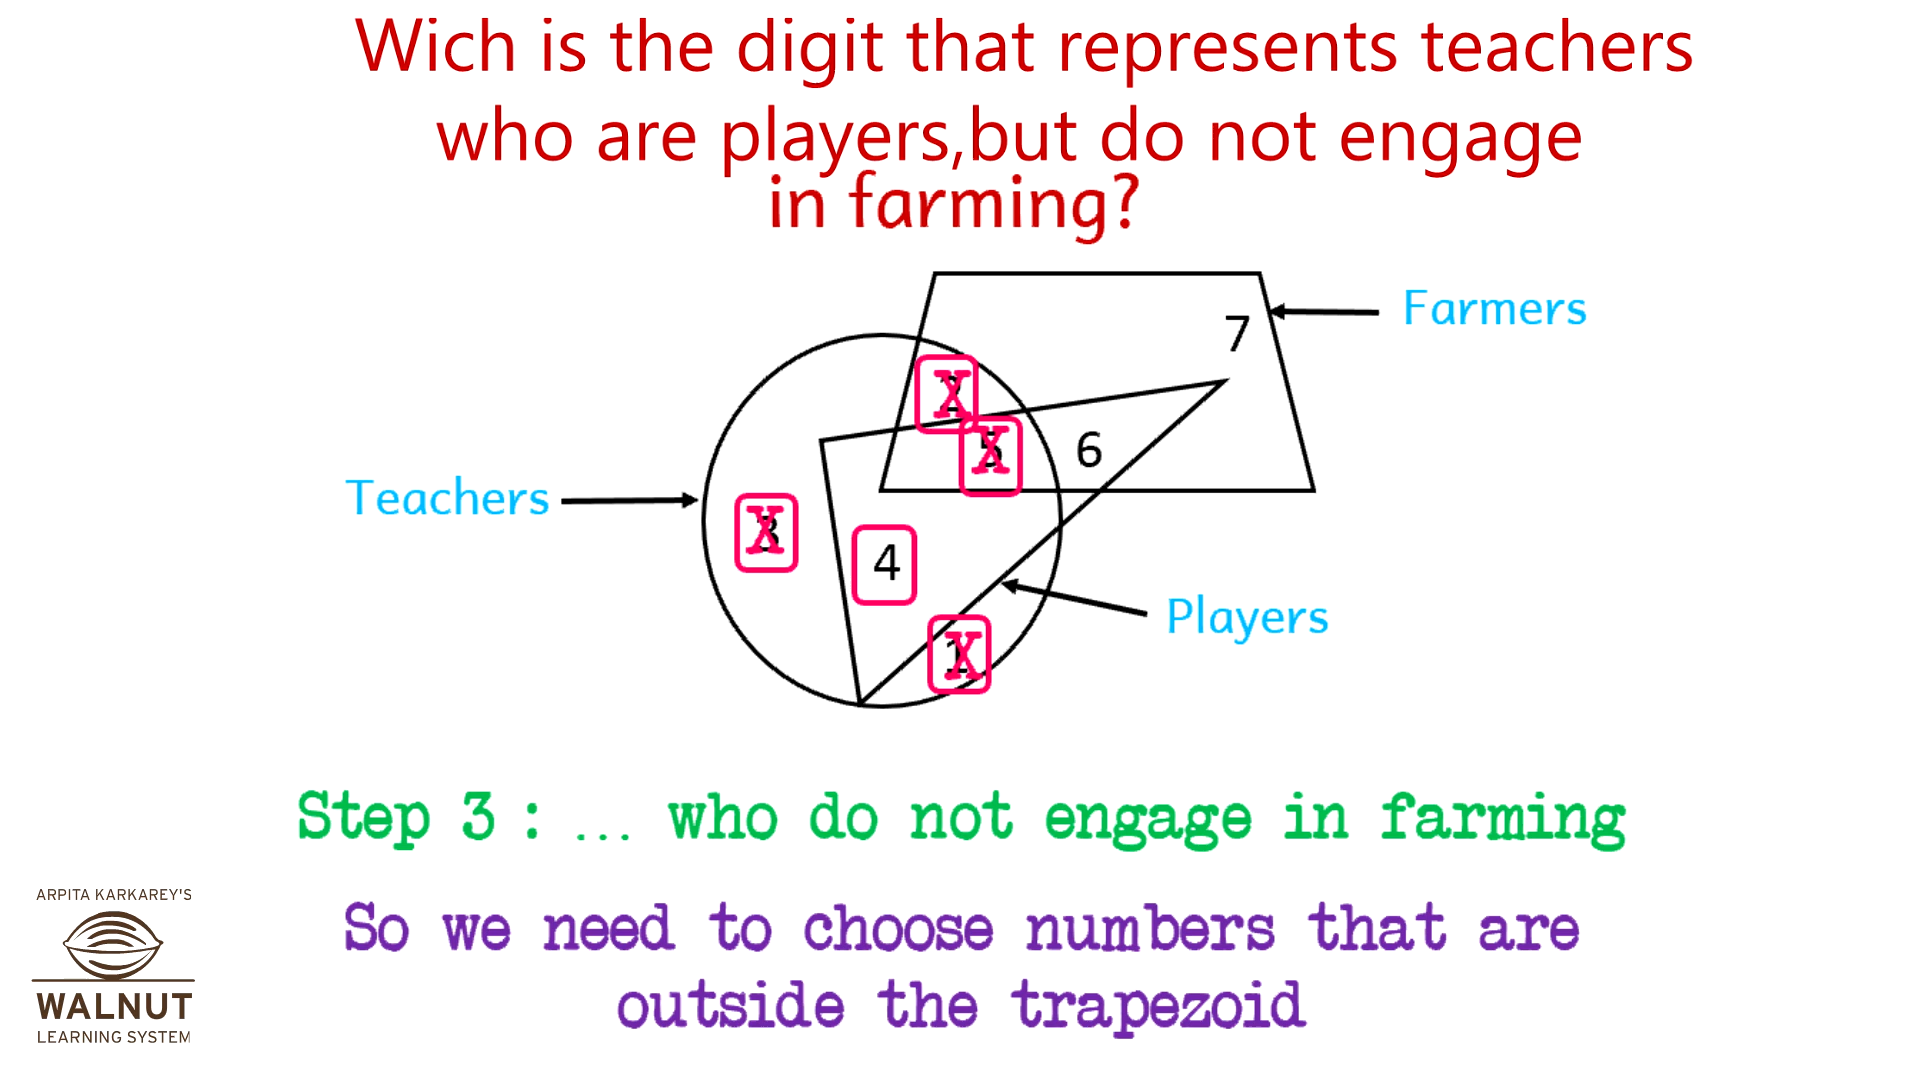 Wich is the digit that represents teachers
who are players,but do not engage
in farming?
Farmers
7
X
X
6
Teachers
X
4
Players
X
Step 3 : ... who do not engage in farming
So we need to choose numbers that are
outside the trapezoid
ARPITA KARKAREY'S
WALNUT
LEARNING SYSTEM